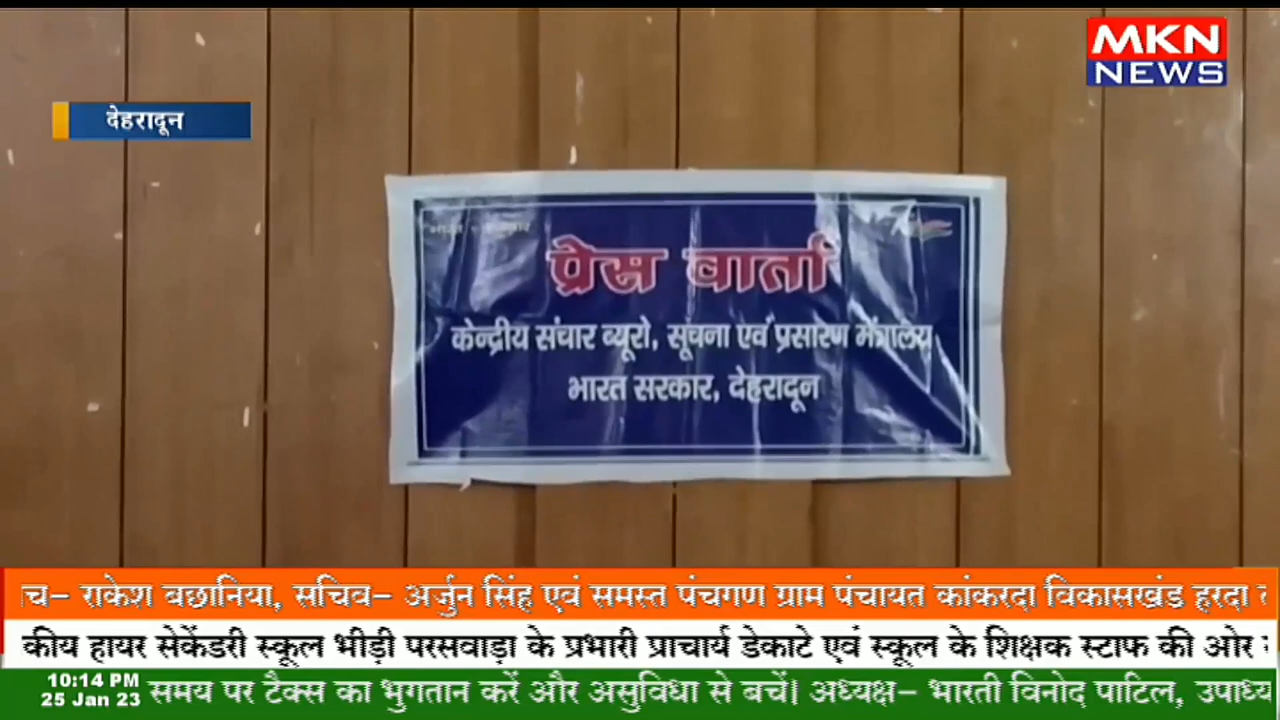 MKN
NEWS
देहरादून
प्रेस वार्ता
केन्द्रीय संचार ब्यूरो, सूचना एवं प्रसारण मंत्रालय
भारत सरकार, देहरादून
च- राकेश बछानिया, सचिव- अर्जुन सिंह एवं समस्त पंचगण ग्राम पंचायत कांकरदा विकासखंड हरदा
कीय हायर सेकेंडरी स्कूल भीड़ी परसवाड़ा के प्रभारी प्राचार्य डेकाटे एवं स्कूल के शिक्षक स्टाफ की ओर
10:14 PM
25 Jan 23
समय पर टैक्स का भुगतान करें और असुविधा से बचें। अध्यक्ष- भारती विनोद पाटिल, उपाध्य